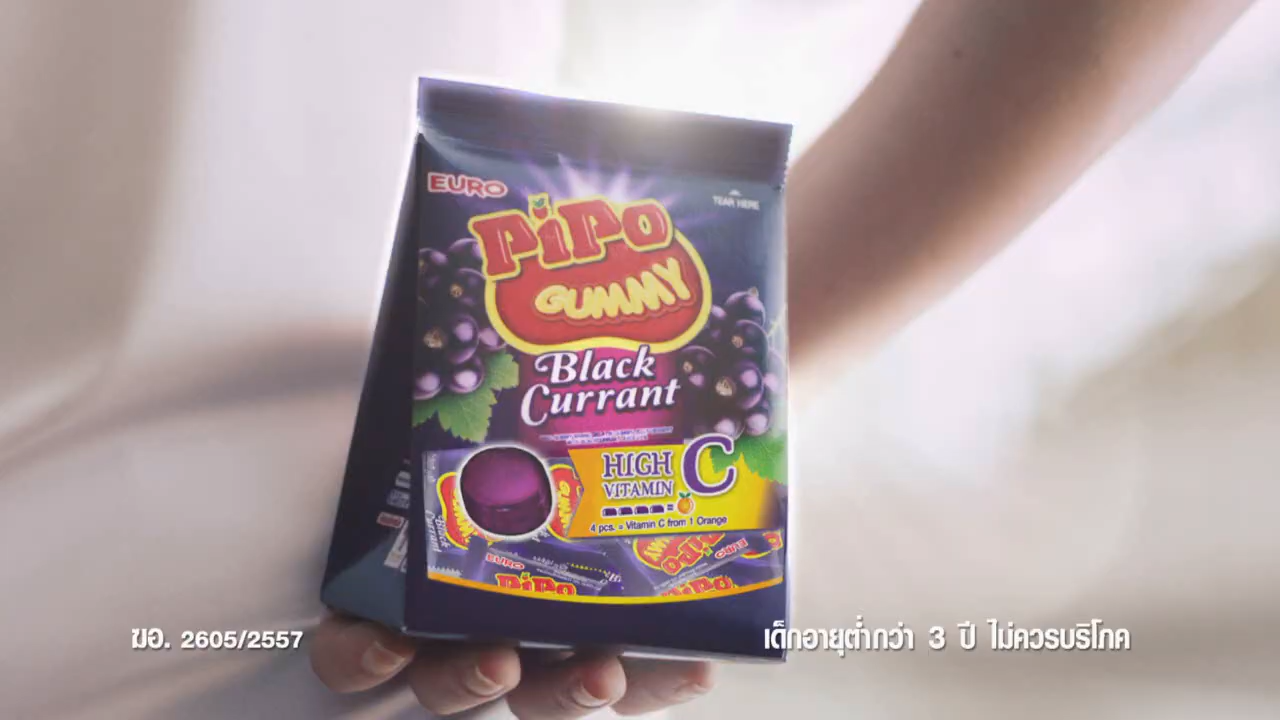 EURO
TEAR HERE
PiPo
GUMMY
Black
Currant
HIGH
VITAMIN C
4 pcs. = Vitamin C from 1 Orange
EURO
PiPo
GUMMY
EURO
ฆอ. 2605/2557
เด็กอายุต่ำกว่า 3 ปี ไม่ควรบริโภค